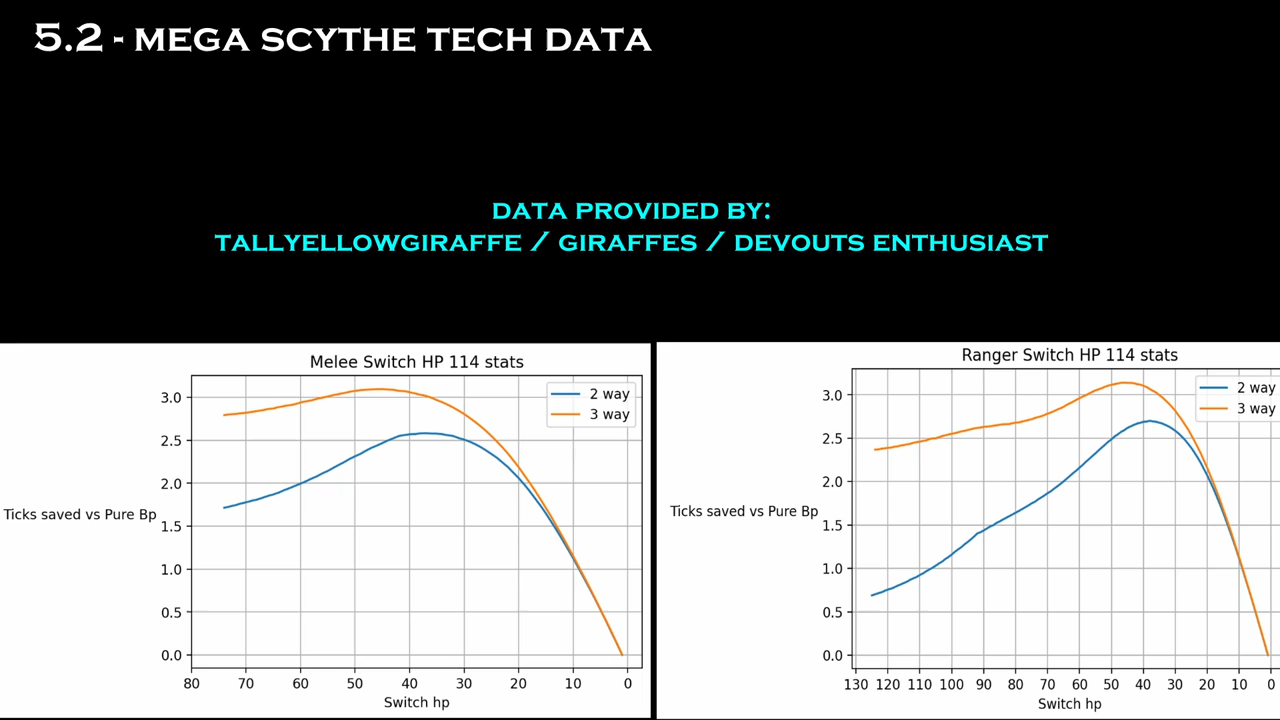 5.2 - MEGA SCYTHE TECH DATA
DATA PROVIDED BY:
TALLYELLOWGIRAFFE / GIRAFFES / DEVOUTS ENTHUSIAST
Melee Switch HP 114 stats
2 way
3 way
3.0
2.5
2.0
1.5
1.0
0.5
0.0
Ticks saved vs Pure Bp
80 70 60 50 40 30 20 10 0
Switch hp
Ranger Switch HP 114 stats
2 way
3 way
3.0
2.5
2.0
1.5
1.0
0.5
0.0
Ticks saved vs Pure Bp
130 120 110 100 90 80 70 60 50 40 30 20 10 0
Switch hp